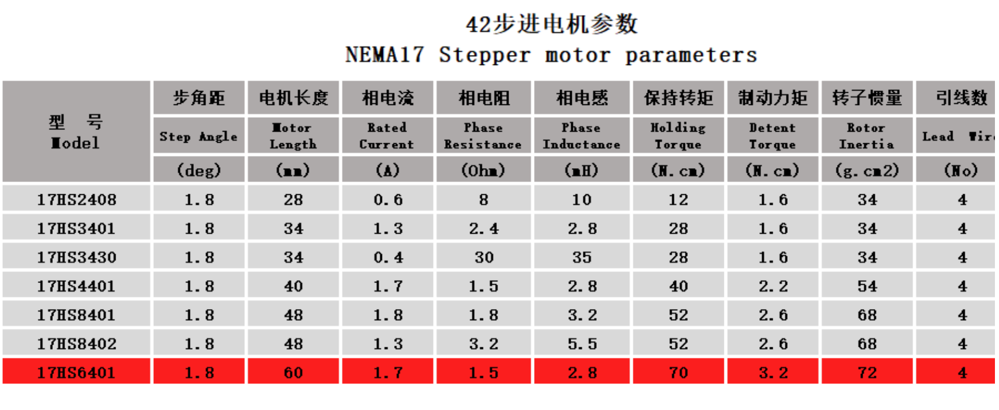 42步进电机参数
NEMA17 Stepper motor parameters
型 号 Model 步角距 电机长度 相电流 相电阻 相电感 保持转矩 制动力矩 转子惯量 引线数
Step Angle Motor Length Rated Current Phase Resistance Phase Inductance Holding Torque Detent Torque Rotor Inertia Lead
(deg) (mm) (A) (Ohm) (mH) (N.cm) (N.cm) (g.cm2) (No)
17HS2408 1.8 28 0.6 8 10 12 1.6 34 4
17HS3401 1.8 34 1.3 2.4 2.8 28 1.6 34 4
17HS3430 1.8 34 0.4 30 35 28 1.6 34 4
17HS4401 1.8 40 1.7 1.5 2.8 40 2.2 54 4
17HS8401 1.8 48 1.8 1.8 3.2 52 2.6 68 4
17HS8402 1.8 48 1.3 3.2 5.5 52 2.6 68 4
17HS6401 1.8 60 1.7 1.5 2.8 70 3.2 72 4